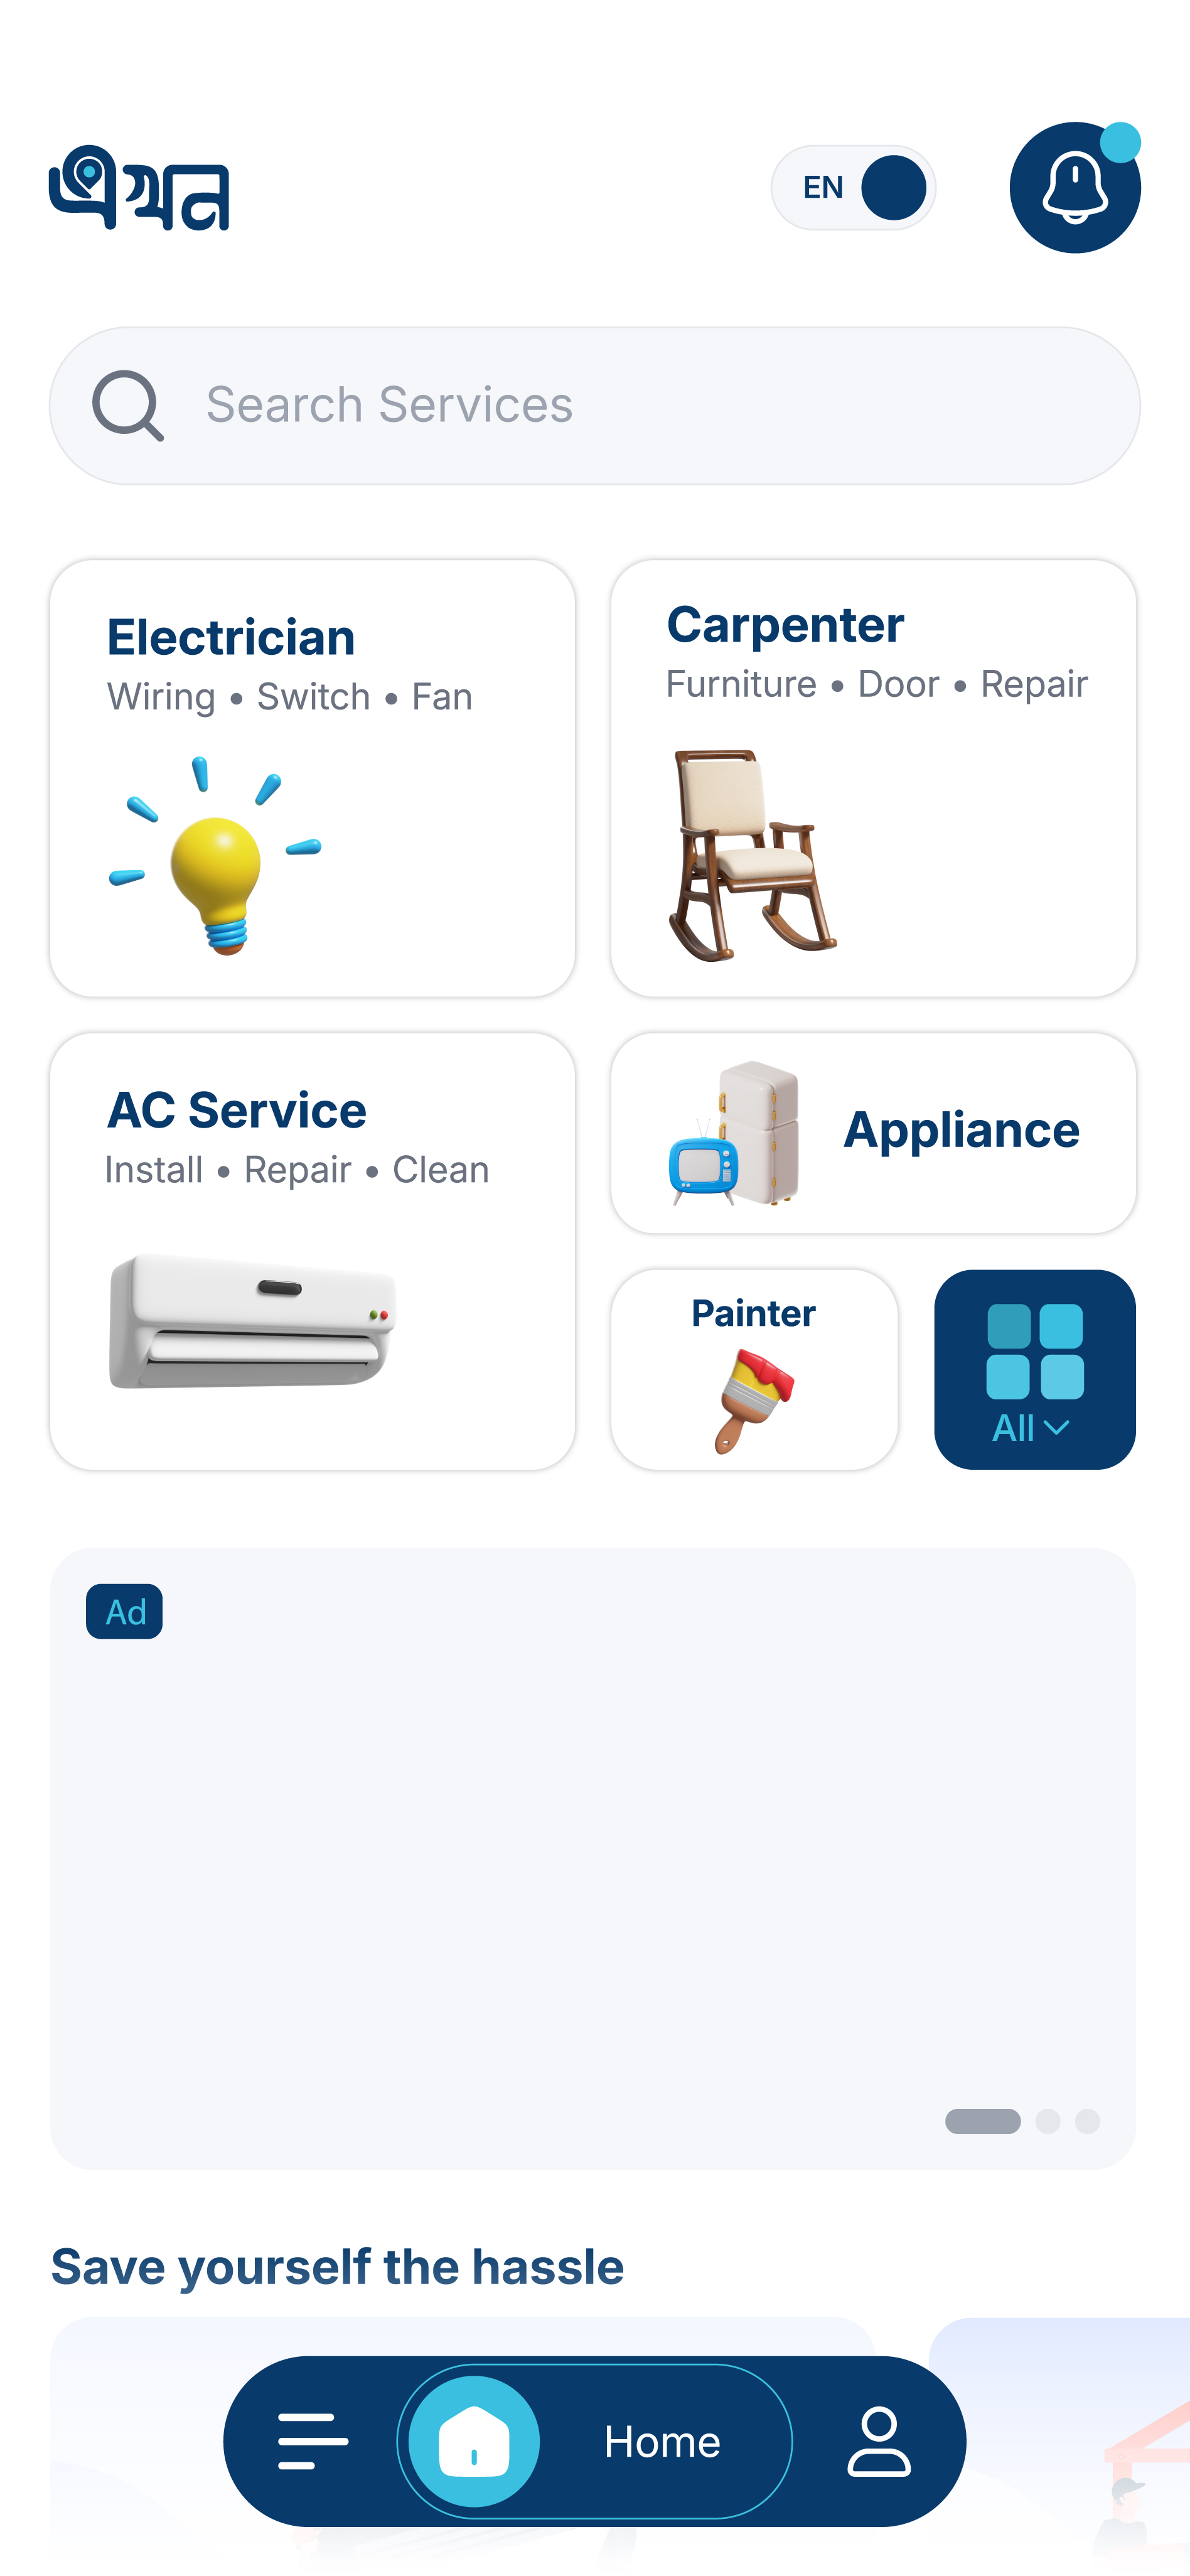 এখন
EN
Search Services
Electrician
Wiring • Switch • Fan
Carpenter
Furniture • Door • Repair
AC Service
Install • Repair • Clean
Appliance
Painter
All
Ad
Save yourself the hassle
Home